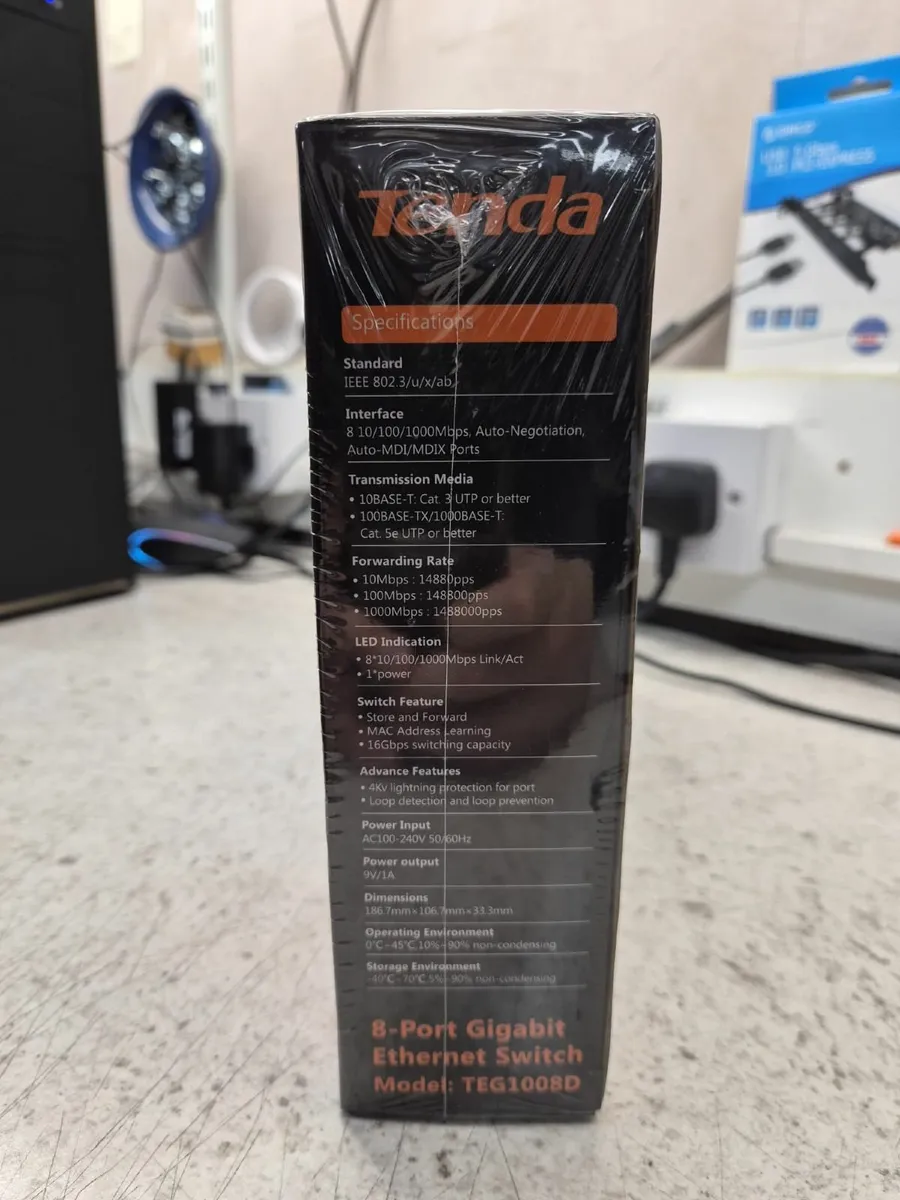 Tenda
Specifications
Standard
IEEE 802.3/u/x/ab
Interface
8 10/100/1000Mbps, Auto-Negotiation,
Auto-MDI/MDIX Ports
Transmission Media
• 10BASE-T: Cat. 3 UTP or better
• 100BASE-TX/1000BASE-T:
Cat. 5e UTP or better
Forwarding Rate
• 10Mbps : 14880pps
• 100Mbps : 148800pps
• 1000Mbps : 1488000pps
LED Indication
• 8*10/100/1000Mbps Link/Act
• 1*power
Switch Feature
• Store and Forward
• MAC Address Learning
• 16Gbps switching capacity
Advance Features
• 4Kv lightning protection for port
• Loop detection and loop prevention
Power Input
AC100-240V 50/60Hz
Power output
9V/1A
Dimensions
186.7mm×106.7mm×33.3mm
Operating Environment
0℃~45℃,10%~90% non-condensing
Storage Environment
-40℃~70℃,5%~90% non-condensing
8-Port Gigabit
Ethernet Switch
Model: TEG1008D